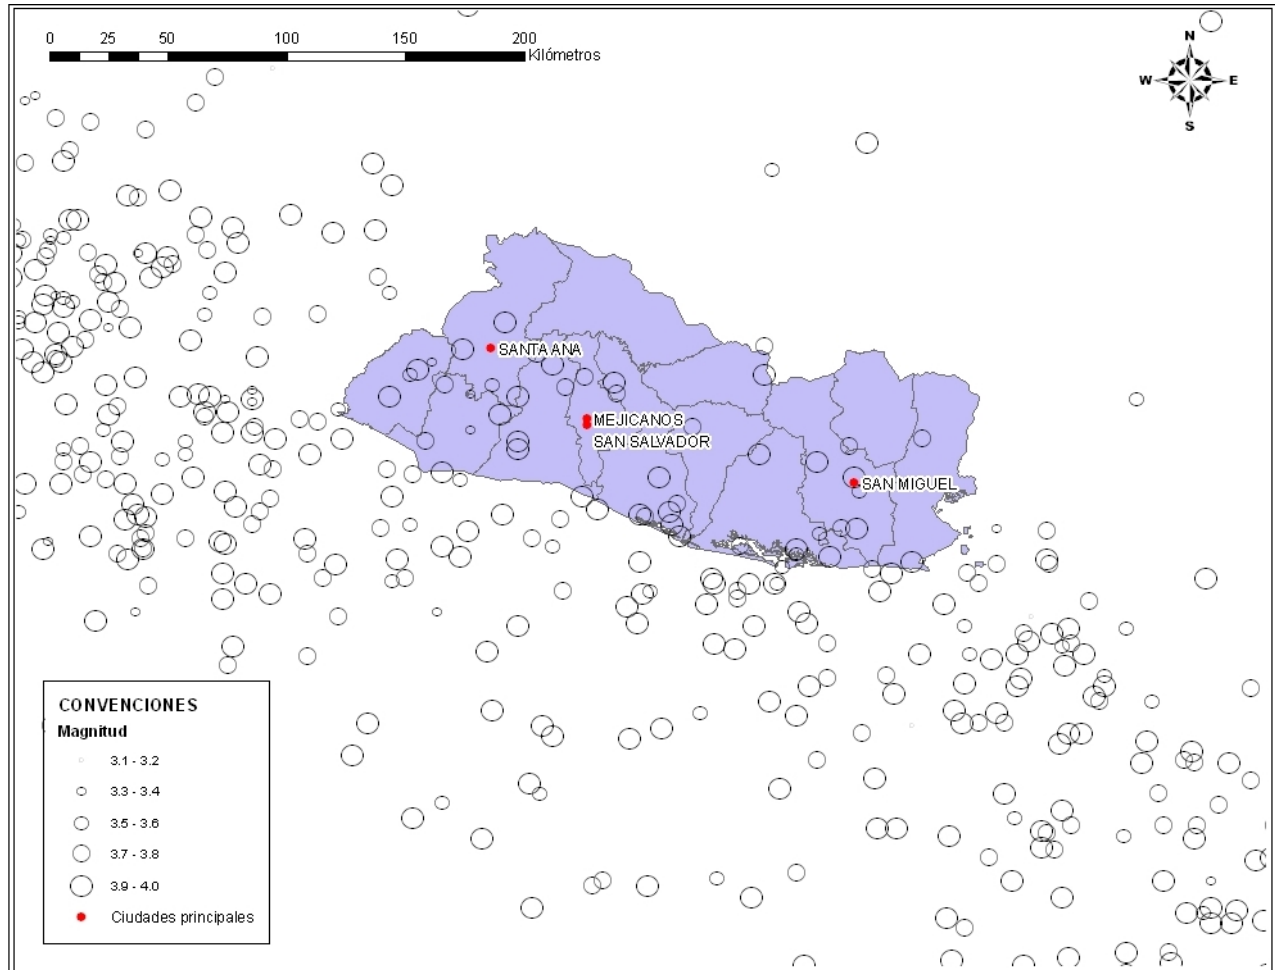 0 25 50 100 150 200
Kilómetros
N
W E
S
SANTA ANA
MEJICANOS
SAN SALVADOR
SAN MIGUEL
CONVENCIONES
Magnitud
3.1 - 3.2
3.3 - 3.4
3.5 - 3.6
3.7 - 3.8
3.9 - 4.0
Ciudades principales